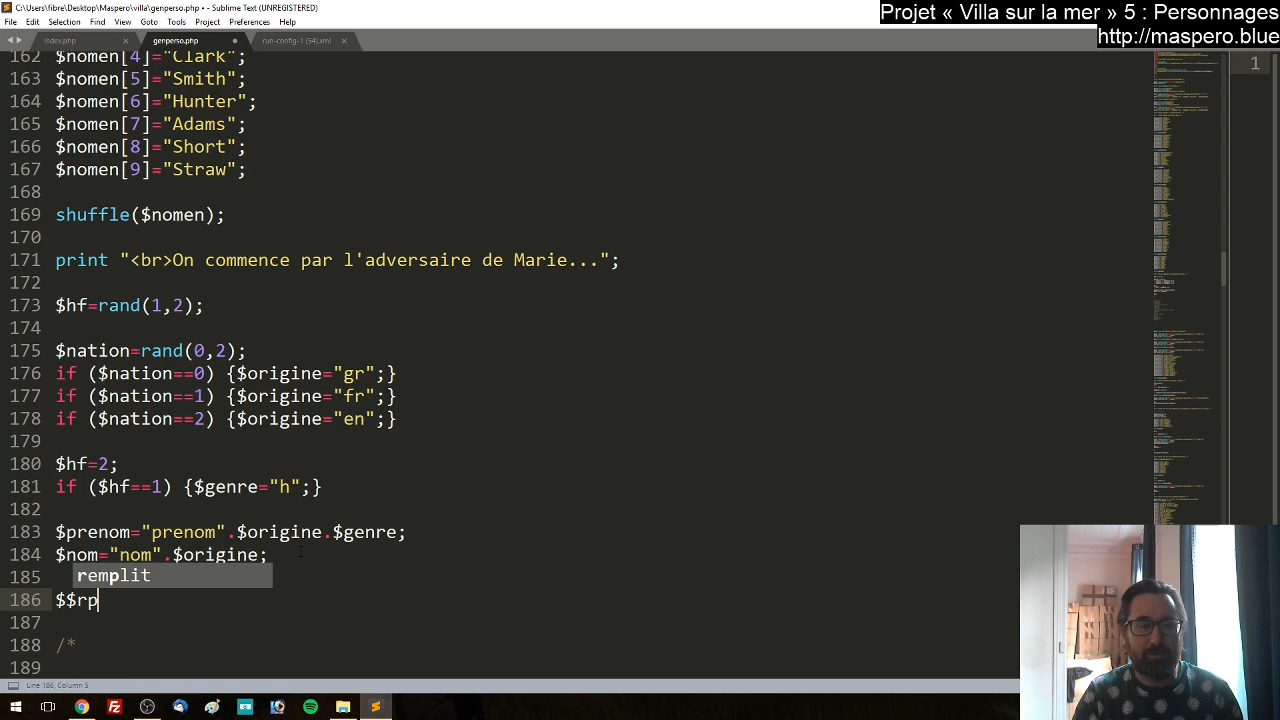 C:\Users\fibre\Desktop\Maspero\villa\genperso.php • - Sublime Text (UNREGISTERED)
Projet « Villa sur la mer » 5 : Personnages
File Edit Selection Find View Goto Tools Project Preferences Help
http://maspero.blue
index.php genperso.php run-config-1 (54).xml
162 $nomen[4]="Clark";
1
163 $nomen[5]="Smith";
164 $nomen[6]="Hunter";
165 $nomen[7]="Adams";
166 $nomen[8]="Short";
167 $nomen[9]="Straw";
168
169 shuffle($nomen);
170
171 print "<br>On commence par l'adversair de Marie...";
172
173 $hf=rand(1,2);
174
175 $nation=rand(0,2);
176 if ($nation==0) {$origine="gr";}
177 if ($nation==1) {$origine="fr";}
178 if ($nation==2) {$origine="en";}
179
180 $hf=2;
181 if ($hf==1) {$genre="h";}
182
183 $prenom="prenom".$origine.$genre;
184 $nom="nom".$origine;
185 remplit
186 $$rp
187
188 /*
189
Line 186, Column 5